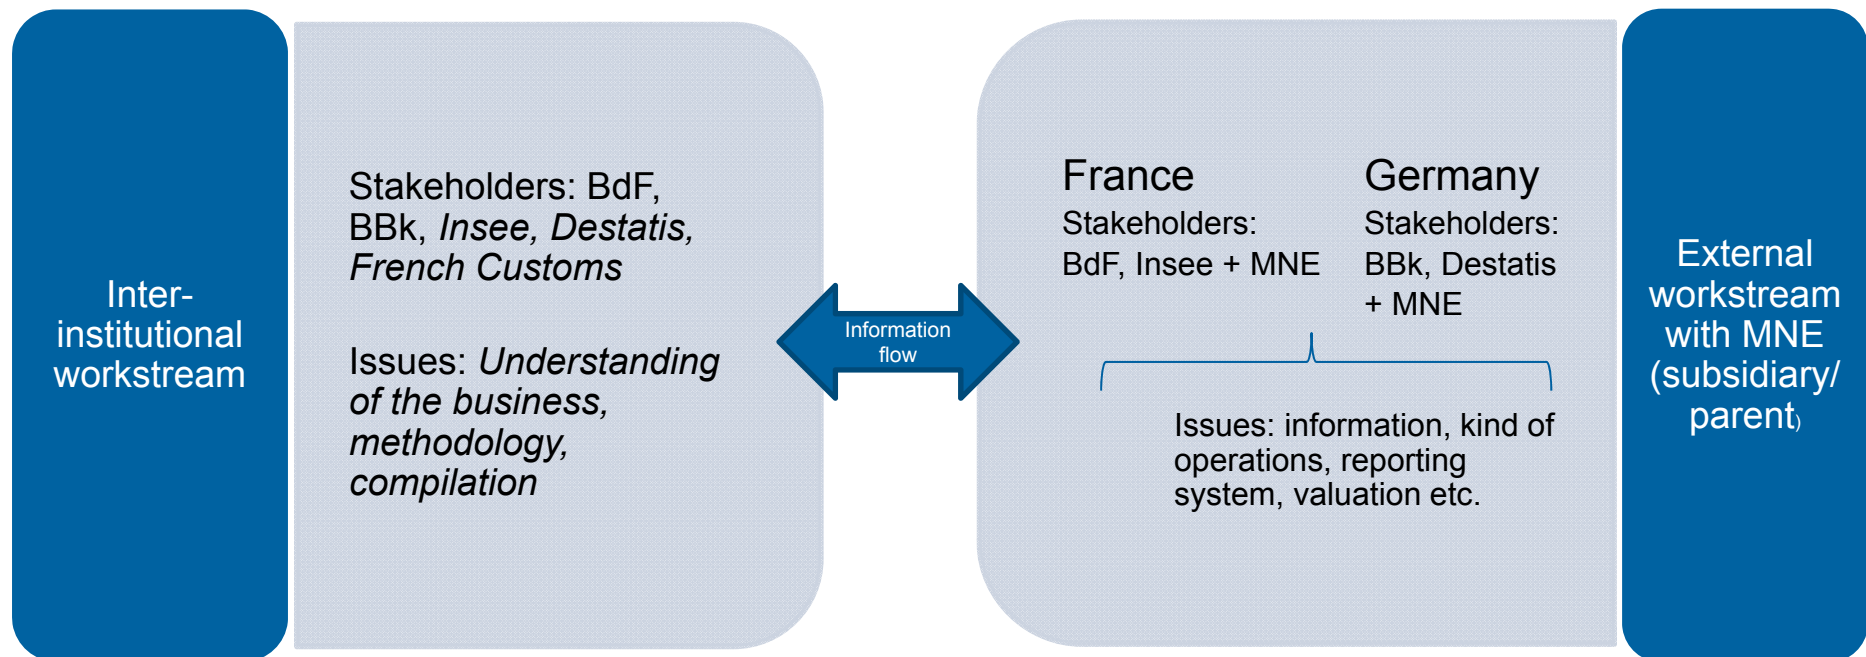 Inter-
institutional
workstream
Stakeholders: BdF,
BBk, Insee, Destatis,
French Customs
Issues: Understanding
of the business,
methodology,
compilation
Information
flow
France
Stakeholders:
BdF, Insee + MNE
Germany
Stakeholders:
BBk, Destatis
+ MNE
Issues: information, kind of
operations, reporting
system, valuation etc.
External
workstream
with MNE
(subsidiary/
parent)